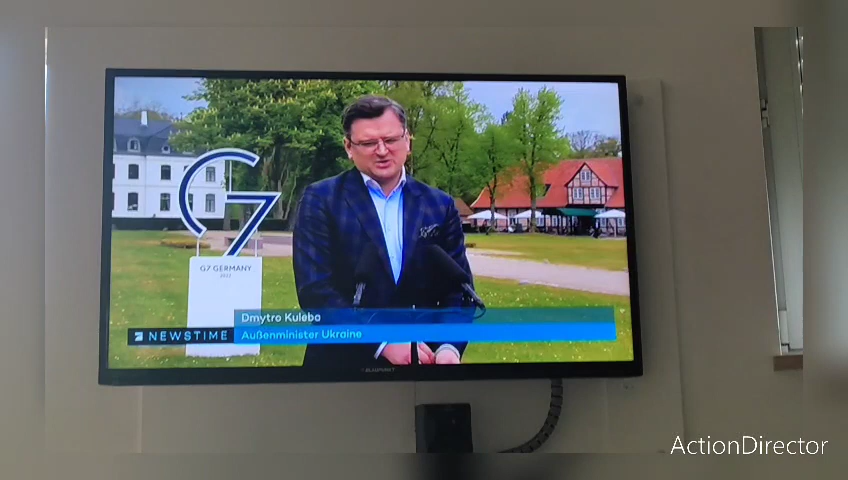 G7
G7 GERMANY
2022
Dmytro Kuleba
NEWSTIME
Außenminister Ukraine
BLAUPUNKT
ActionDirector